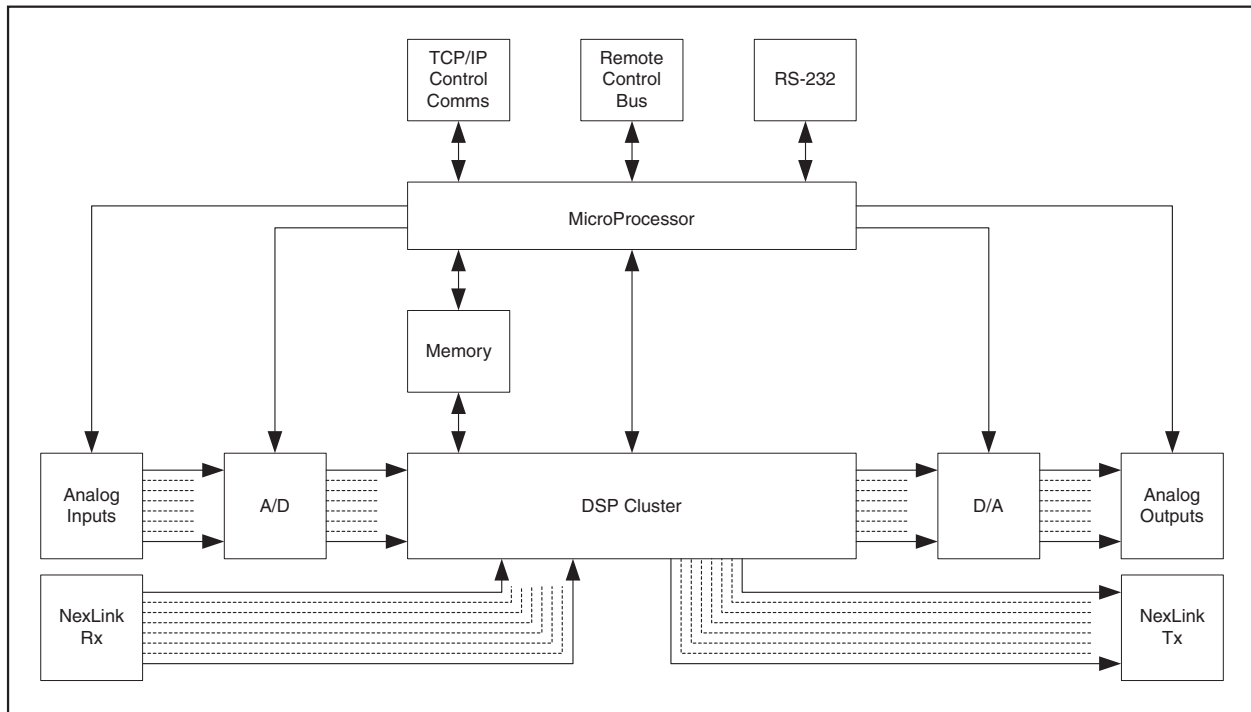 TCP/IP
Control
Comms
Remote
Control
Bus
RS-232
MicroProcessor
Memory
Analog
Inputs
A/D
DSP Cluster
D/A
Analog
Outputs
NexLink
Rx
NexLink
Tx